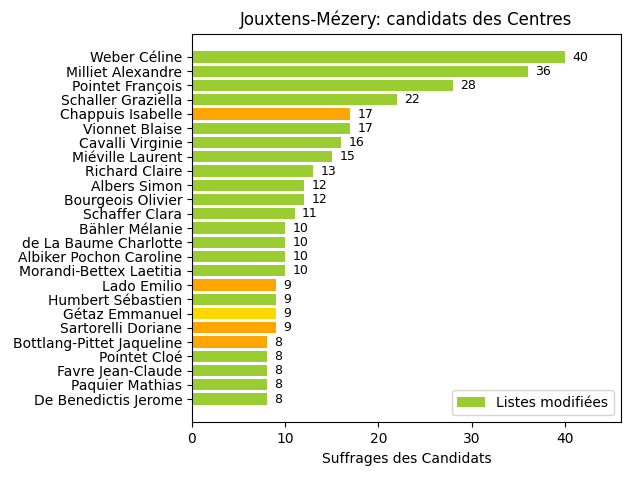 Jouxtens-Mézery: candidats des Centres
Weber Céline 40
Milliet Alexandre 36
Pointet François 28
Schaller Graziella 22
Chappuis Isabelle 17
Vionnet Blaise 17
Cavalli Virginie 16
Miéville Laurent 15
Richard Claire 13
Albers Simon 12
Bourgeois Olivier 12
Schaffer Clara 11
Bähler Mélanie 10
de La Baume Charlotte 10
Albiker Pochon Caroline 10
Morandi-Bettex Laetitia 10
Lado Emilio 9
Humbert Sébastien 9
Gétaz Emmanuel 9
Sartorelli Doriane 9
Bottlang-Pittet Jaqueline 8
Pointet Cloé 8
Favre Jean-Claude 8
Paquier Mathias 8
De Benedictis Jerome 8
Listes modifiées
0 10 20 30 40
Suffrages des Candidats